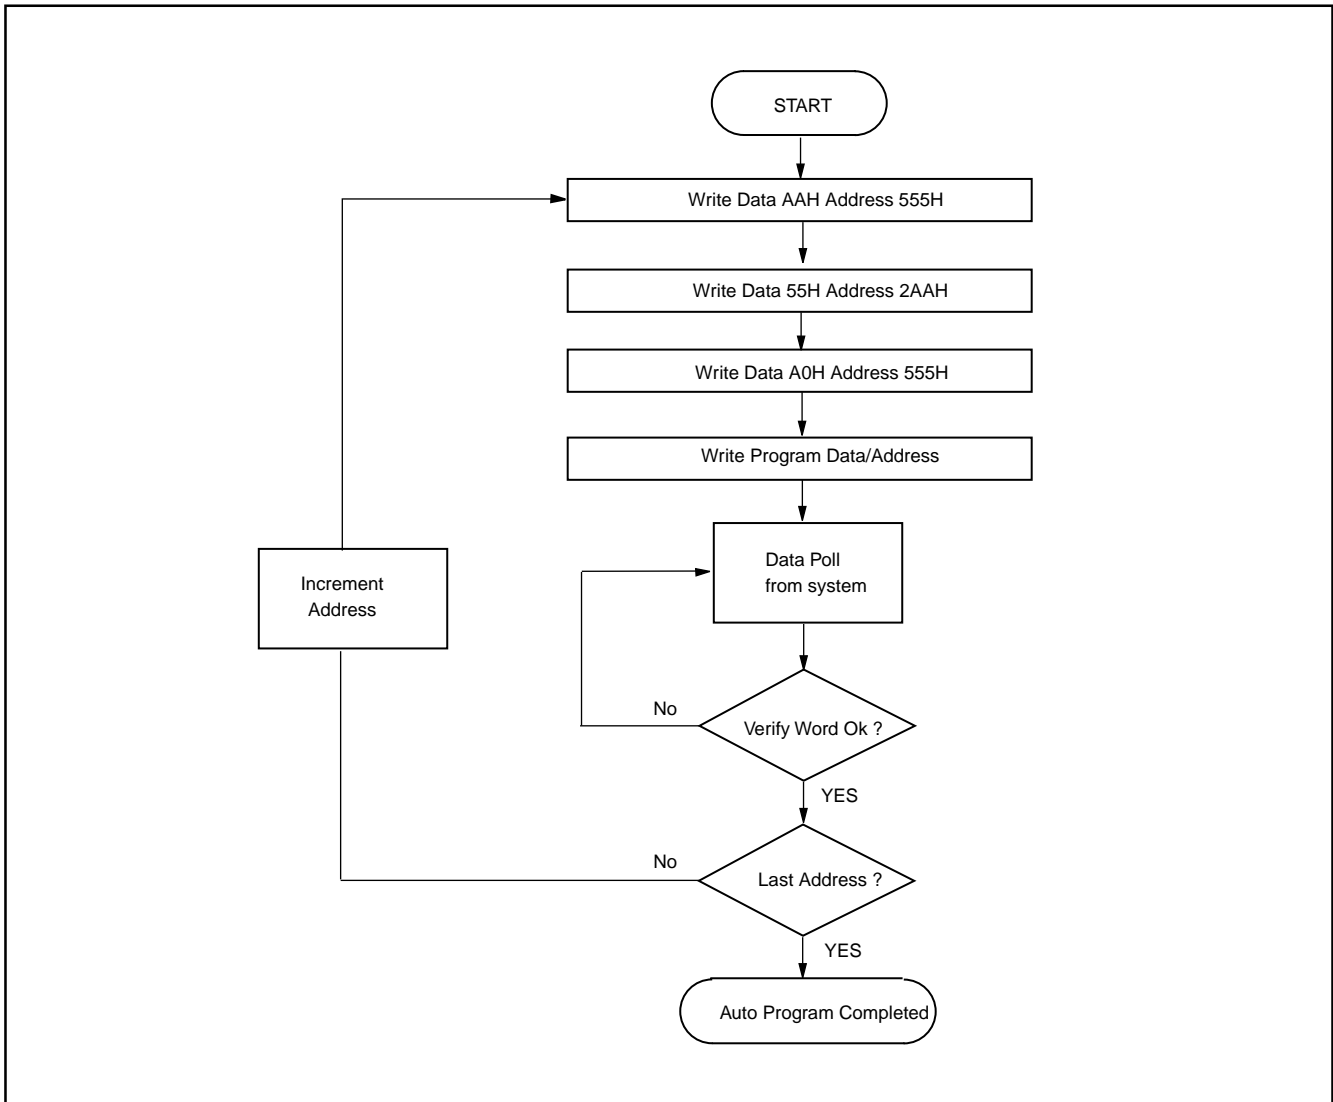 START
Write Data AAH Address 555H
Write Data 55H Address 2AAH
Write Data A0H Address 555H
Write Program Data/Address
Data Poll
from system
Increment
Address
No
Verify Word Ok ?
YES
No
Last Address ?
YES
Auto Program Completed